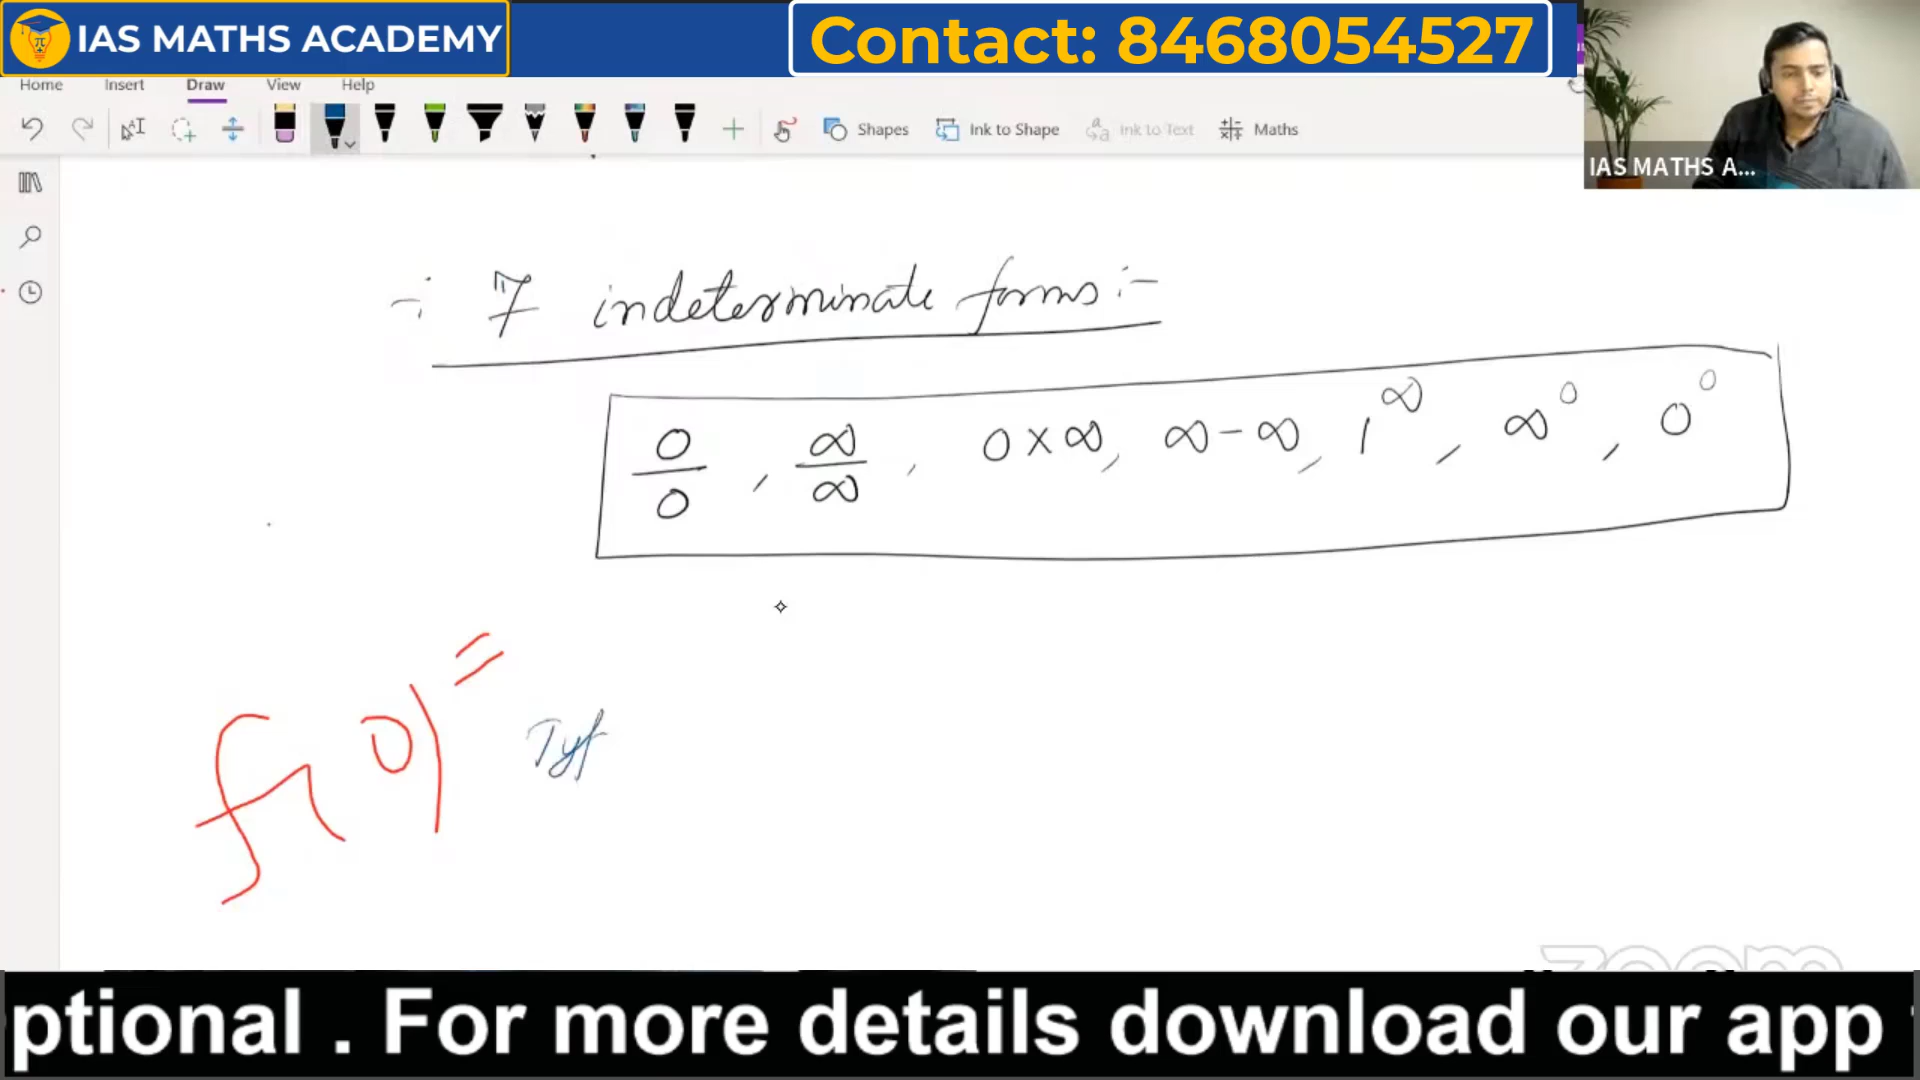 IAS MATHS ACADEMY
Contact: 8468054527
Home Insert Draw View Help
Shapes Ink to Shape Ink to Text Maths
IAS MATHS A...
:- 7 indeterminate forms :-
0/0 , ∞/∞ , 0 × ∞, ∞ - ∞, 1^∞ , ∞^0 , 0^0
f(0) =
Tyf
zoom
ptional . For more details download our app